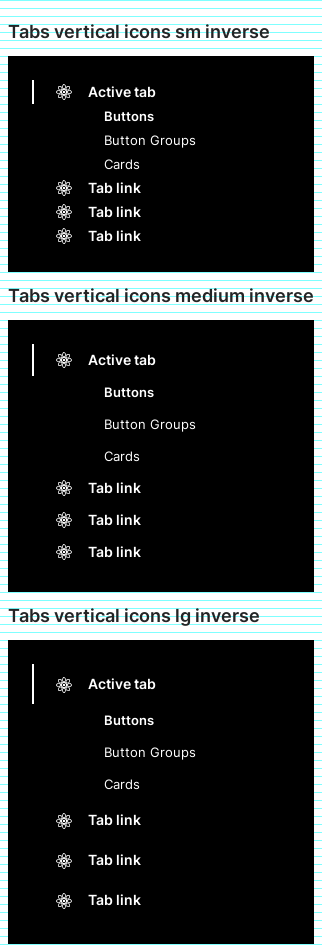 Tabs vertical icons sm inverse
Active tab
Buttons
Button Groups
Cards
Tab link
Tab link
Tab link
Tabs vertical icons medium inverse
Active tab
Buttons
Button Groups
Cards
Tab link
Tab link
Tab link
Tabs vertical icons lg inverse
Active tab
Buttons
Button Groups
Cards
Tab link
Tab link
Tab link